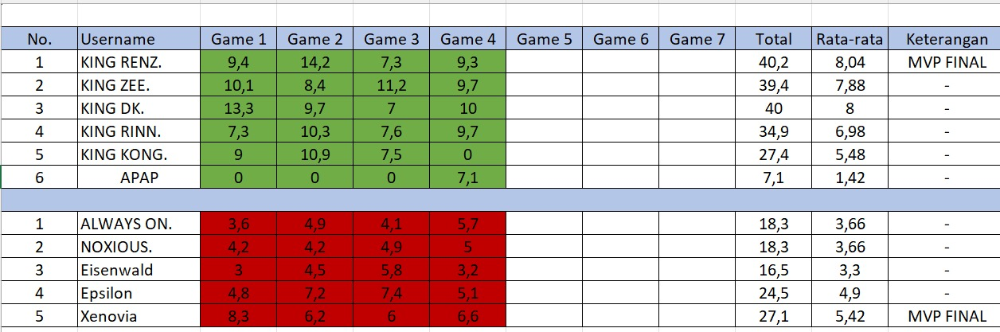 No. Username Game 1 Game 2 Game 3 Game 4 Game 5 Game 6 Game 7 Total Rata-rata Keterangan
1 KING RENZ. 9,4 14,2 7,3 9,3 40,2 8,04 MVP FINAL
2 KING ZEE. 10,1 8,4 11,2 9,7 39,4 7,88 -
3 KING DK. 13,3 9,7 7 10 40 8 -
4 KING RINN. 7,3 10,3 7,6 9,7 34,9 6,98 -
5 KING KONG. 9 10,9 7,5 0 27,4 5,48 -
6 APAP 0 0 0 7,1 7,1 1,42 -
1 ALWAYS ON. 3,6 4,9 4,1 5,7 18,3 3,66 -
2 NOXIOUS. 4,2 4,2 4,9 5 18,3 3,66 -
3 Eisenwald 3 4,5 5,8 3,2 16,5 3,3 -
4 Epsilon 4,8 7,2 7,4 5,1 24,5 4,9 -
5 Xenovia 8,3 6,2 6 6,6 27,1 5,42 MVP FINAL